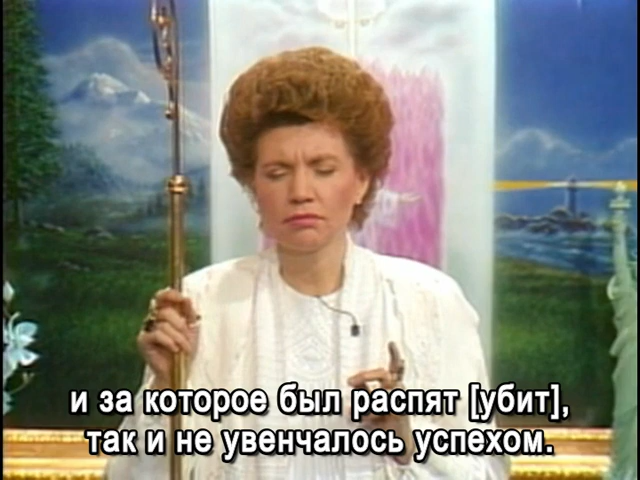 и за которое был распят [убит],
так и не увенчалось успехом.